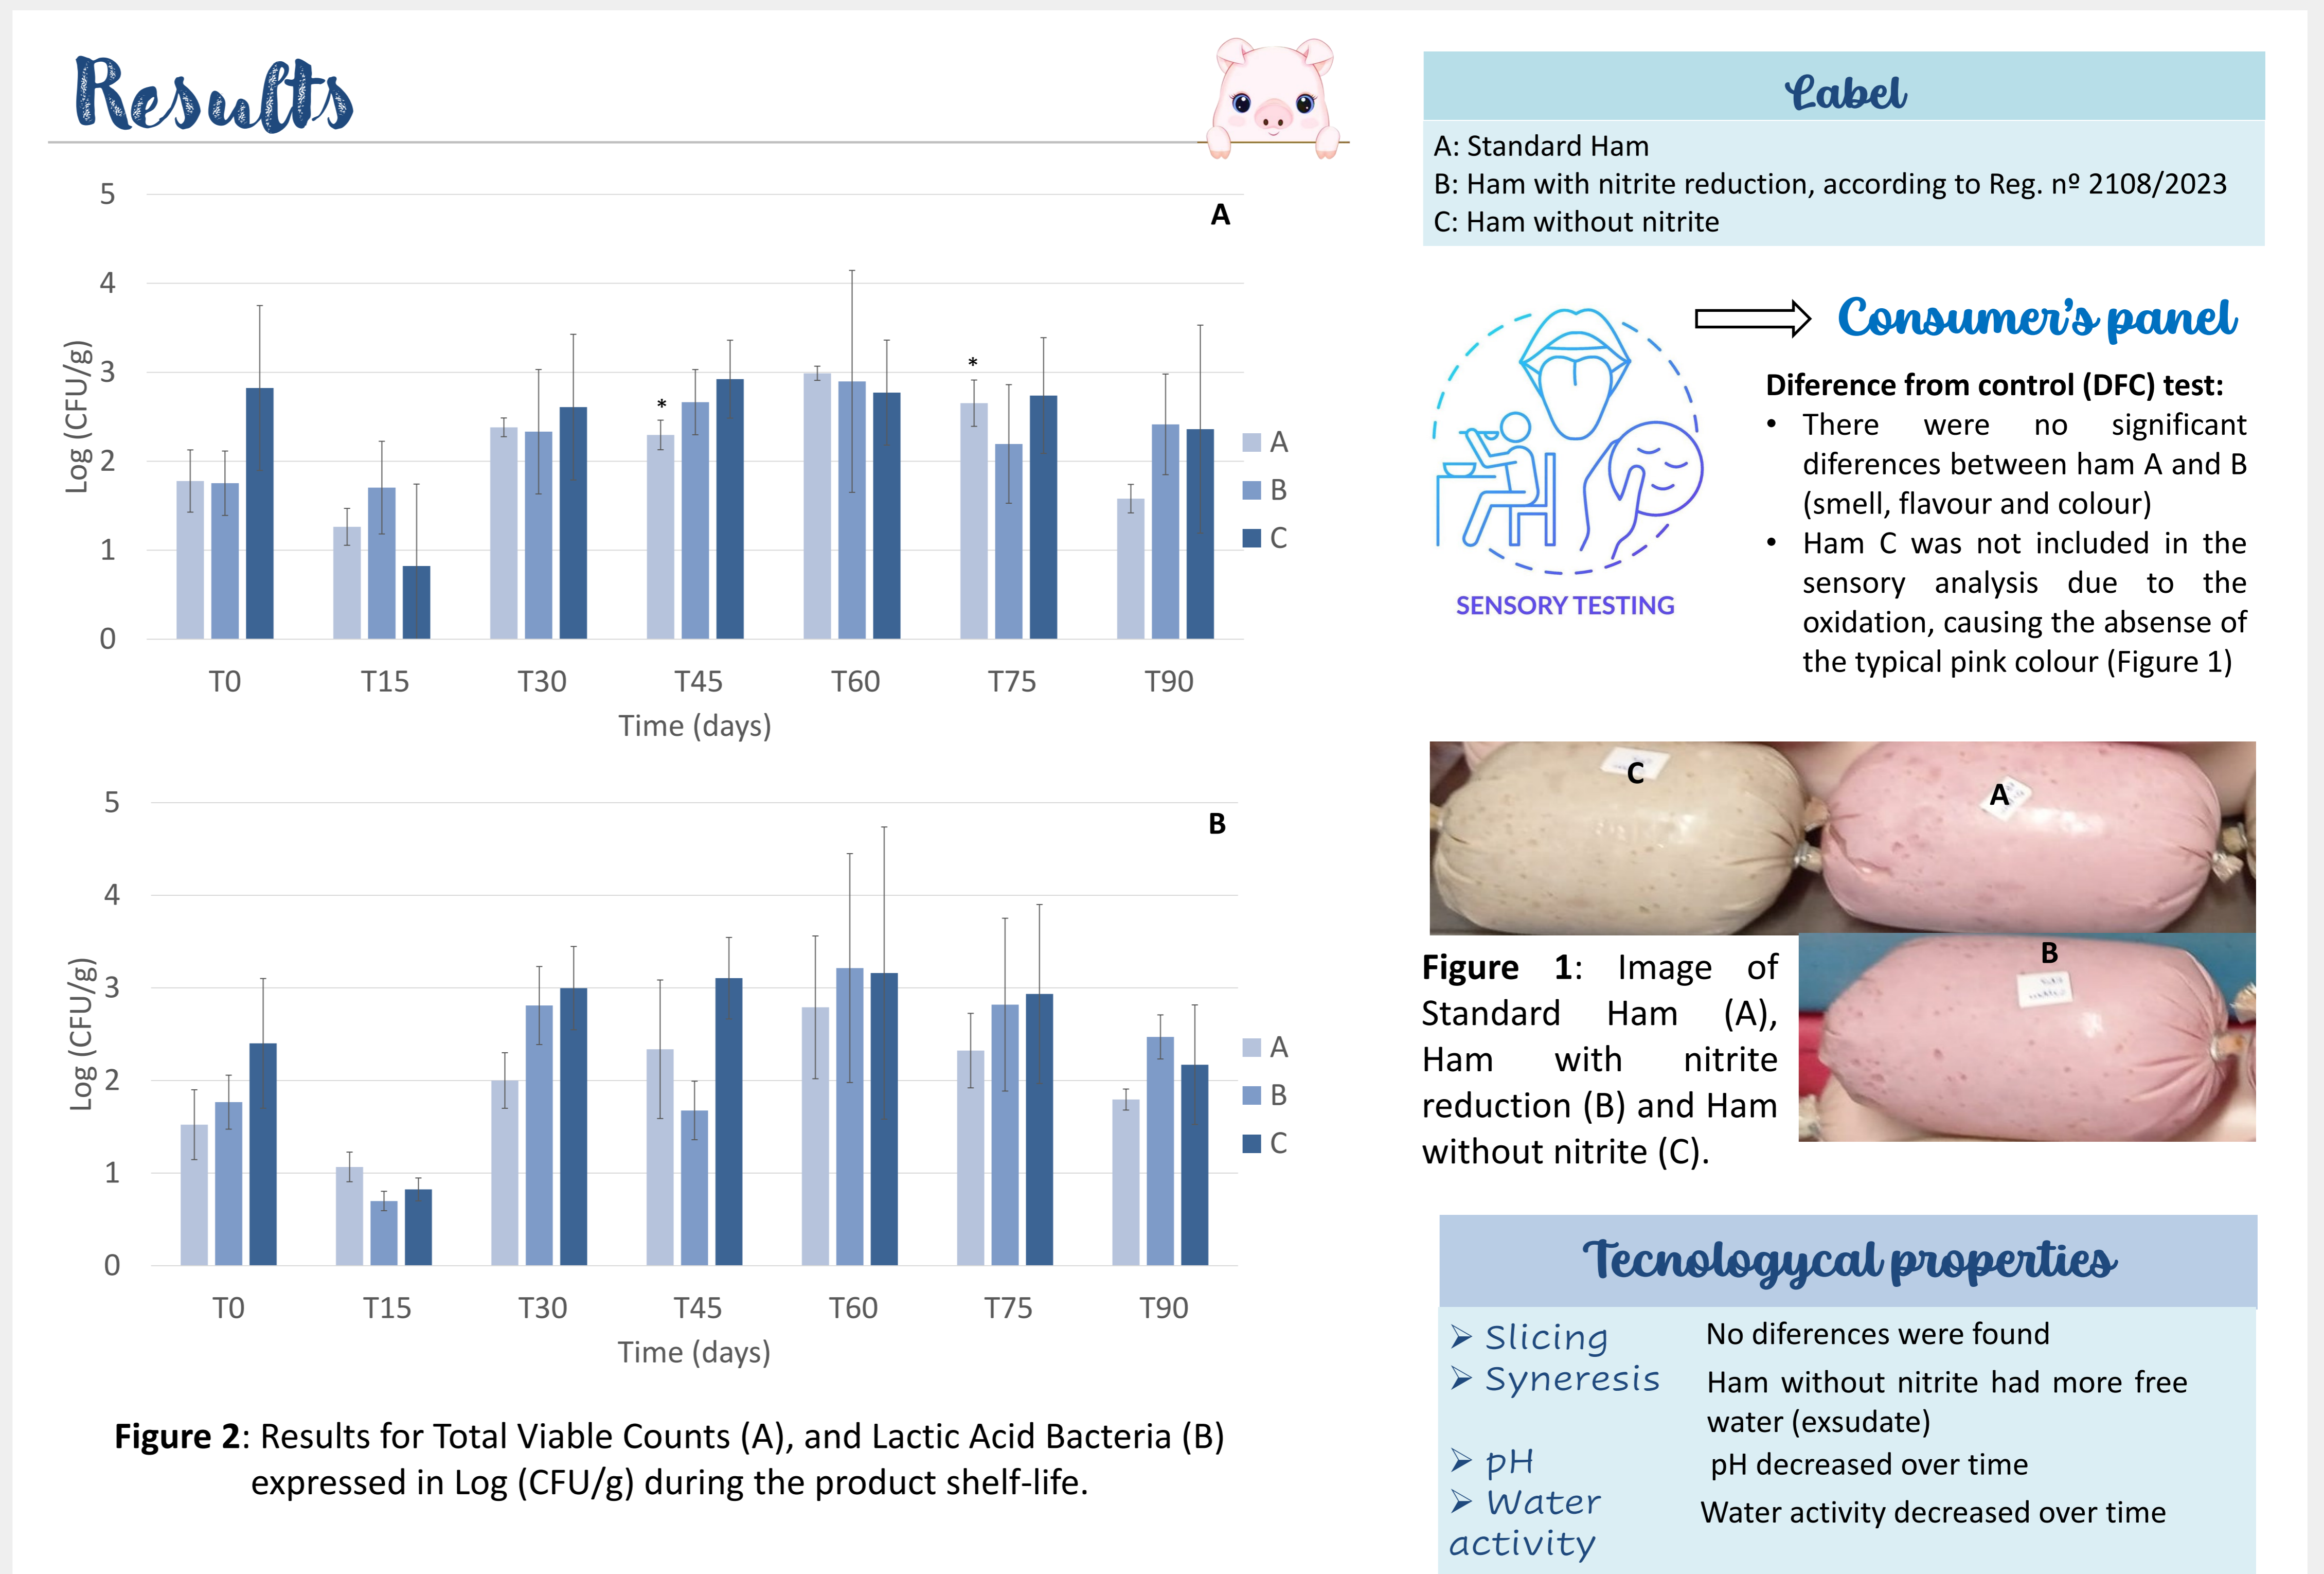 Results
5
A
4
3
2
1
0
Log (CFU/g)
*
*
T0 T15 T30 T45 T60 T75 T90
Time (days)
A
B
C
5
B
4
3
2
1
0
Log (CFU/g)
T0 T15 T30 T45 T60 T75 T90
Time (days)
A
B
C
Figure 2: Results for Total Viable Counts (A), and Lactic Acid Bacteria (B)
expressed in Log (CFU/g) during the product shelf-life.
Label
A: Standard Ham
B: Ham with nitrite reduction, according to Reg. nº 2108/2023
C: Ham without nitrite
SENSORY TESTING
Consumer's panel
Diference from control (DFC) test:
• There were no significant
diferences between ham A and B
(smell, flavour and colour)
• Ham C was not included in the
sensory analysis due to the
oxidation, causing the absense of
the typical pink colour (Figure 1)
C
A
B
Figure 1: Image of
Standard Ham (A),
Ham with nitrite
reduction (B) and Ham
without nitrite (C).
Tecnologycal properties
➢ Slicing No diferences were found
➢ Syneresis Ham without nitrite had more free
water (exsudate)
➢ pH pH decreased over time
➢ Water Water activity decreased over time
activity